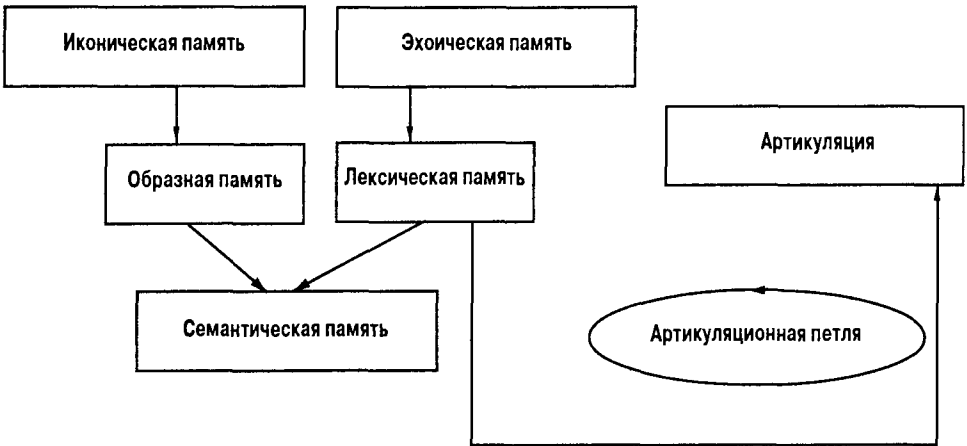 Иконическая память
Эхоическая память
Артикуляция
Образная память
Лексическая память
Семантическая память
Артикуляционная петля